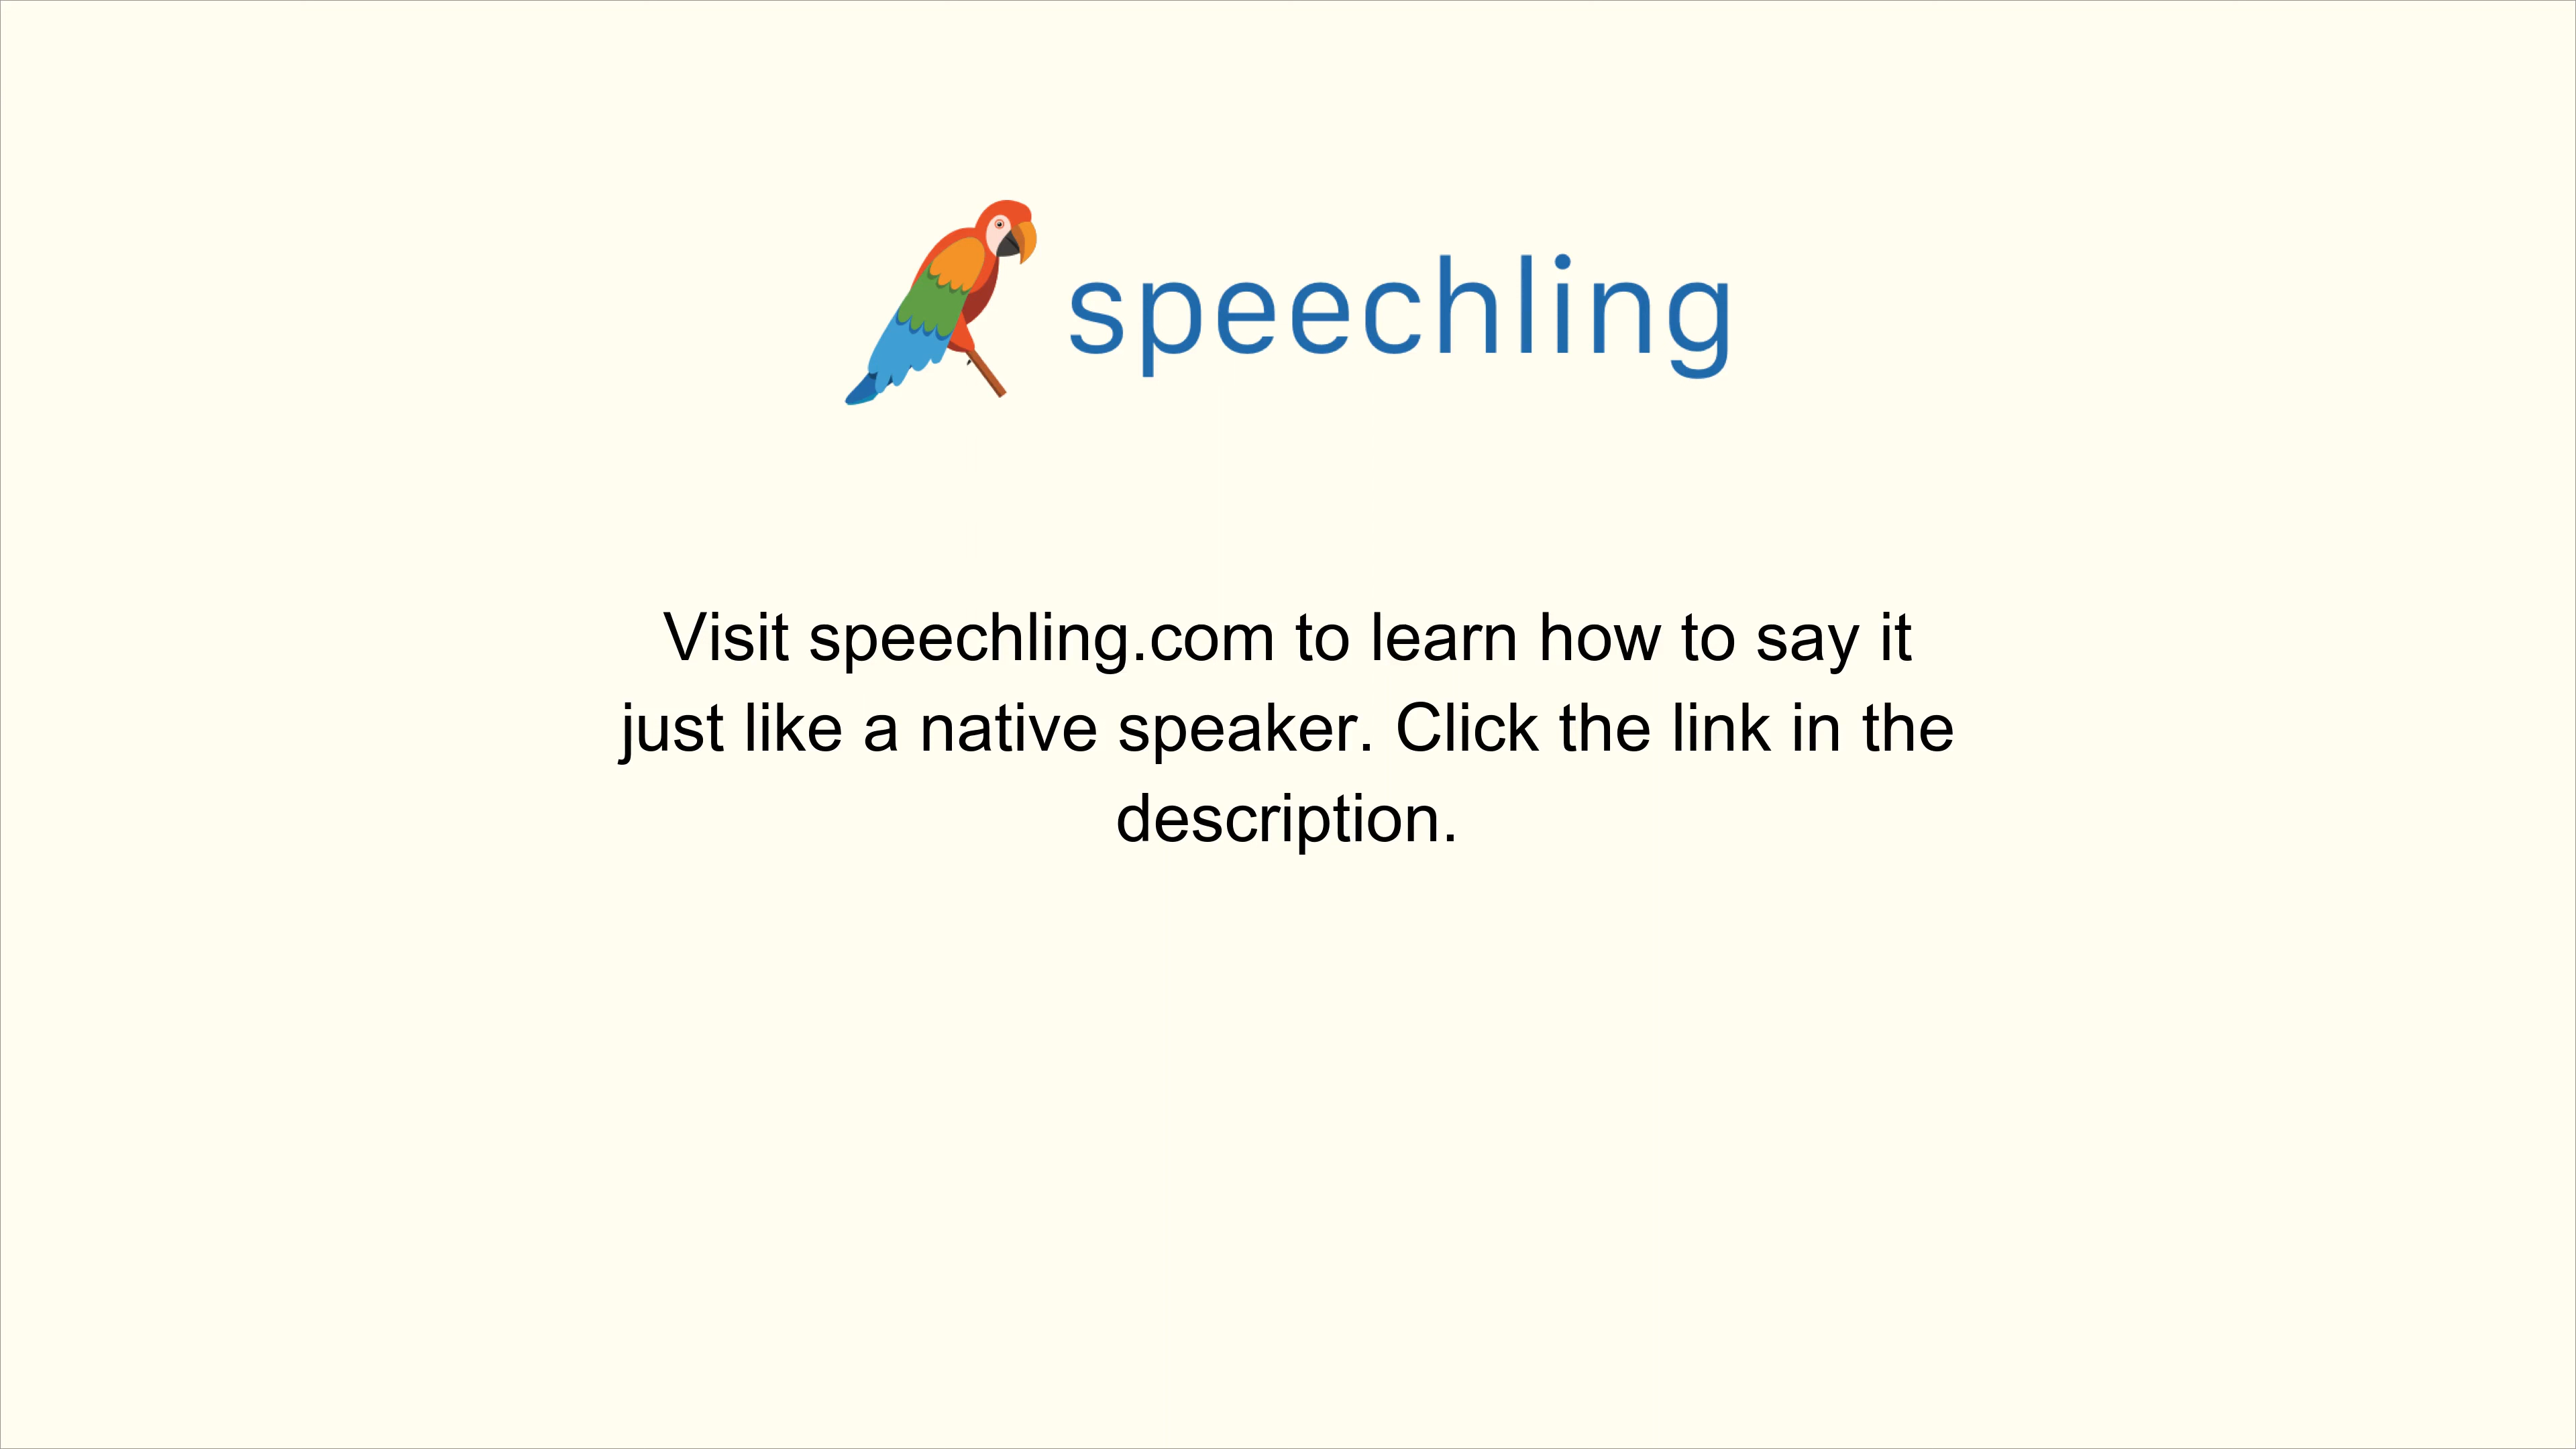 speechling
Visit speechling.com to learn how to say it
just like a native speaker. Click the link in the
description.